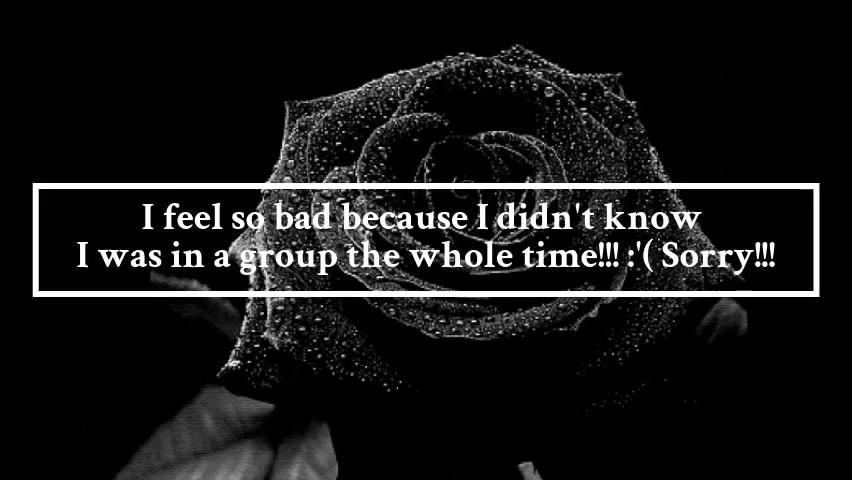 I feel so bad because I didn't know
I was in a group the whole time!!! :'( Sorry!!!